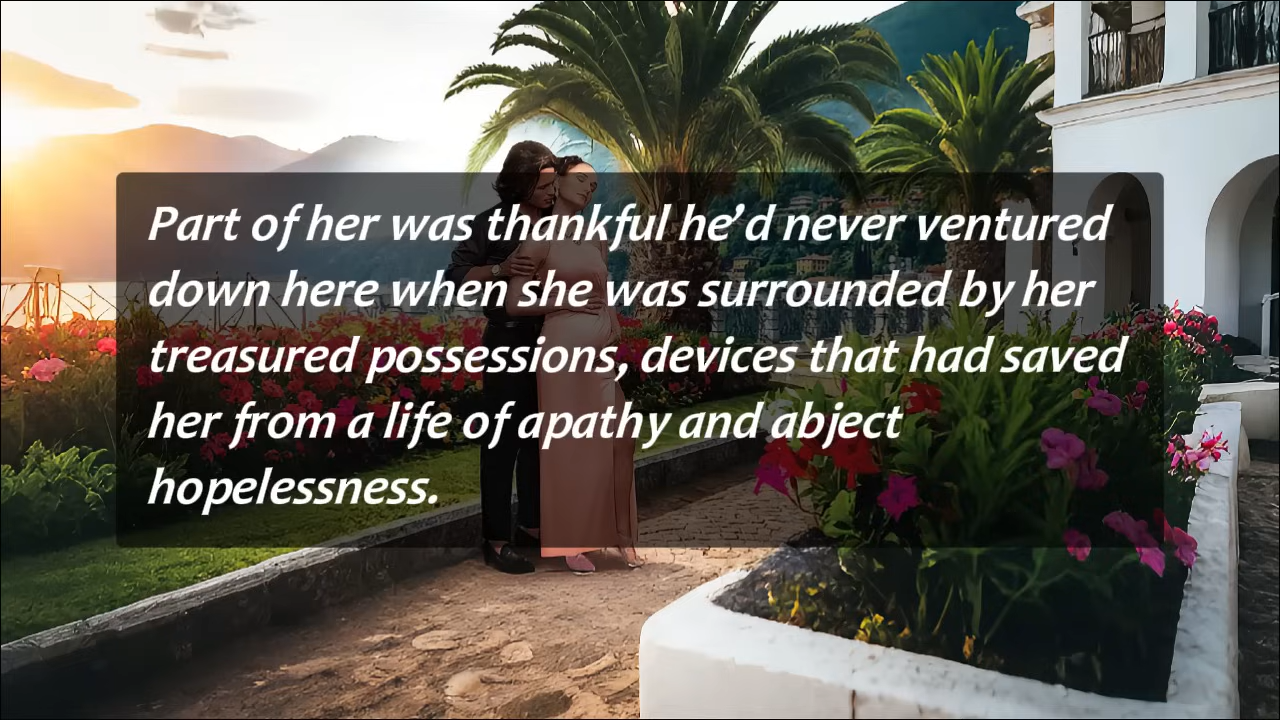 Part of her was thankful he’d never ventured
down here when she was surrounded by her
treasured possessions, devices that had saved
her from a life of apathy and abject
hopelessness.